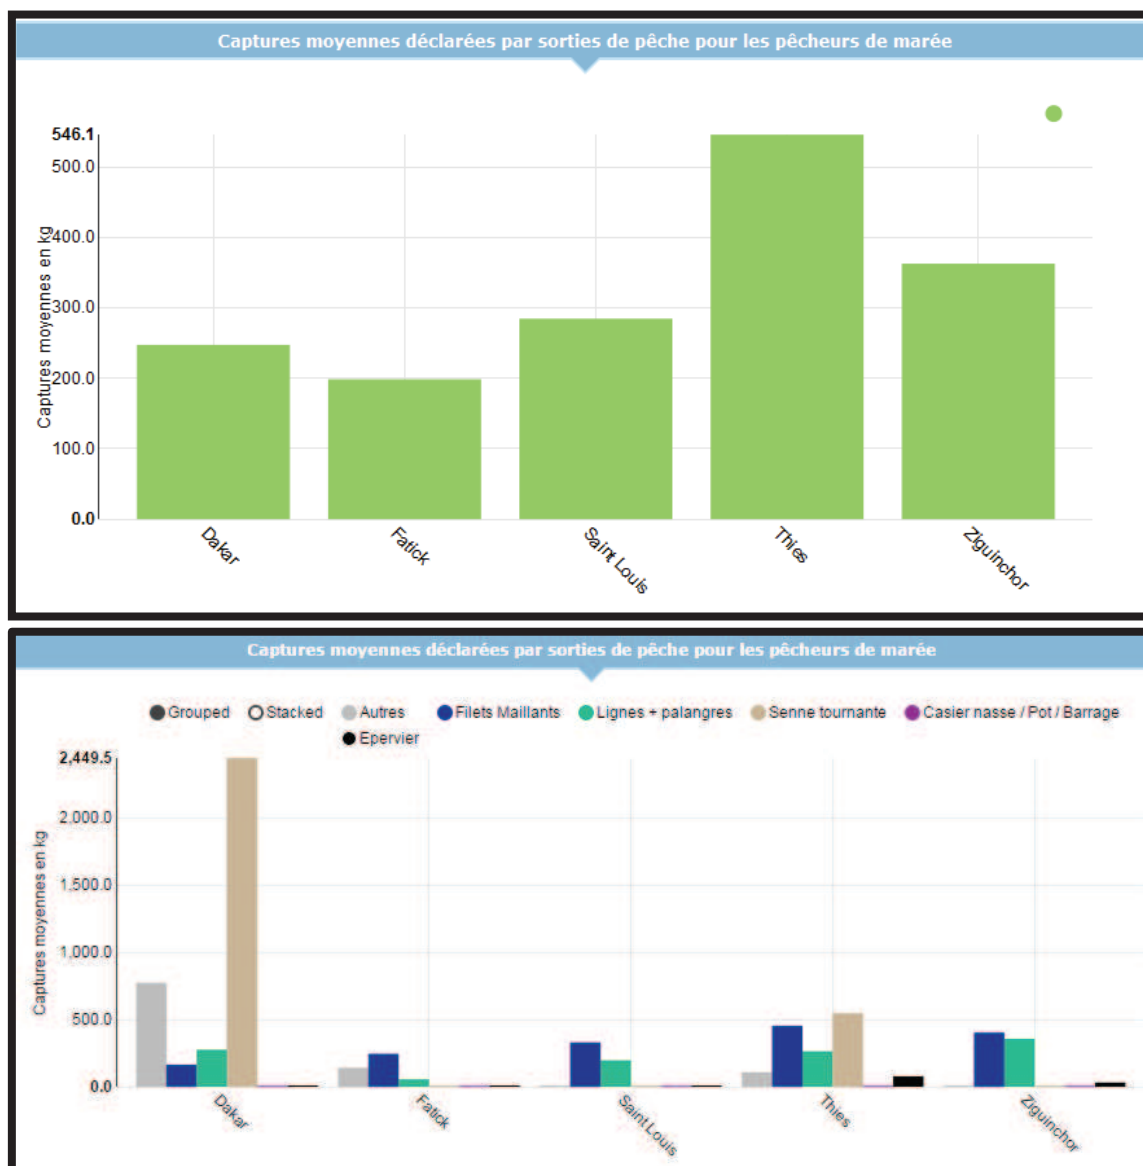 Captures moyennes déclarées par sorties de pêche pour les pêcheurs de marée
546.1
500.0
400.0
300.0
200.0
100.0
0.0
Captures moyennes en kg
Dakar
Fatick
Saint Louis
Thies
Ziguinchor
Captures moyennes déclarées par sorties de pêche pour les pêcheurs de marée
Grouped Stacked Autres Filets Maillants Lignes + palangres Senne tournante Casier nasse / Pot / Barrage
Epervier
2,449.5
2,000.0
1,500.0
1,000.0
500.0
0.0
Captures moyennes en kg
Dakar
Fatick
Saint Louis
Thies
Ziguinchor